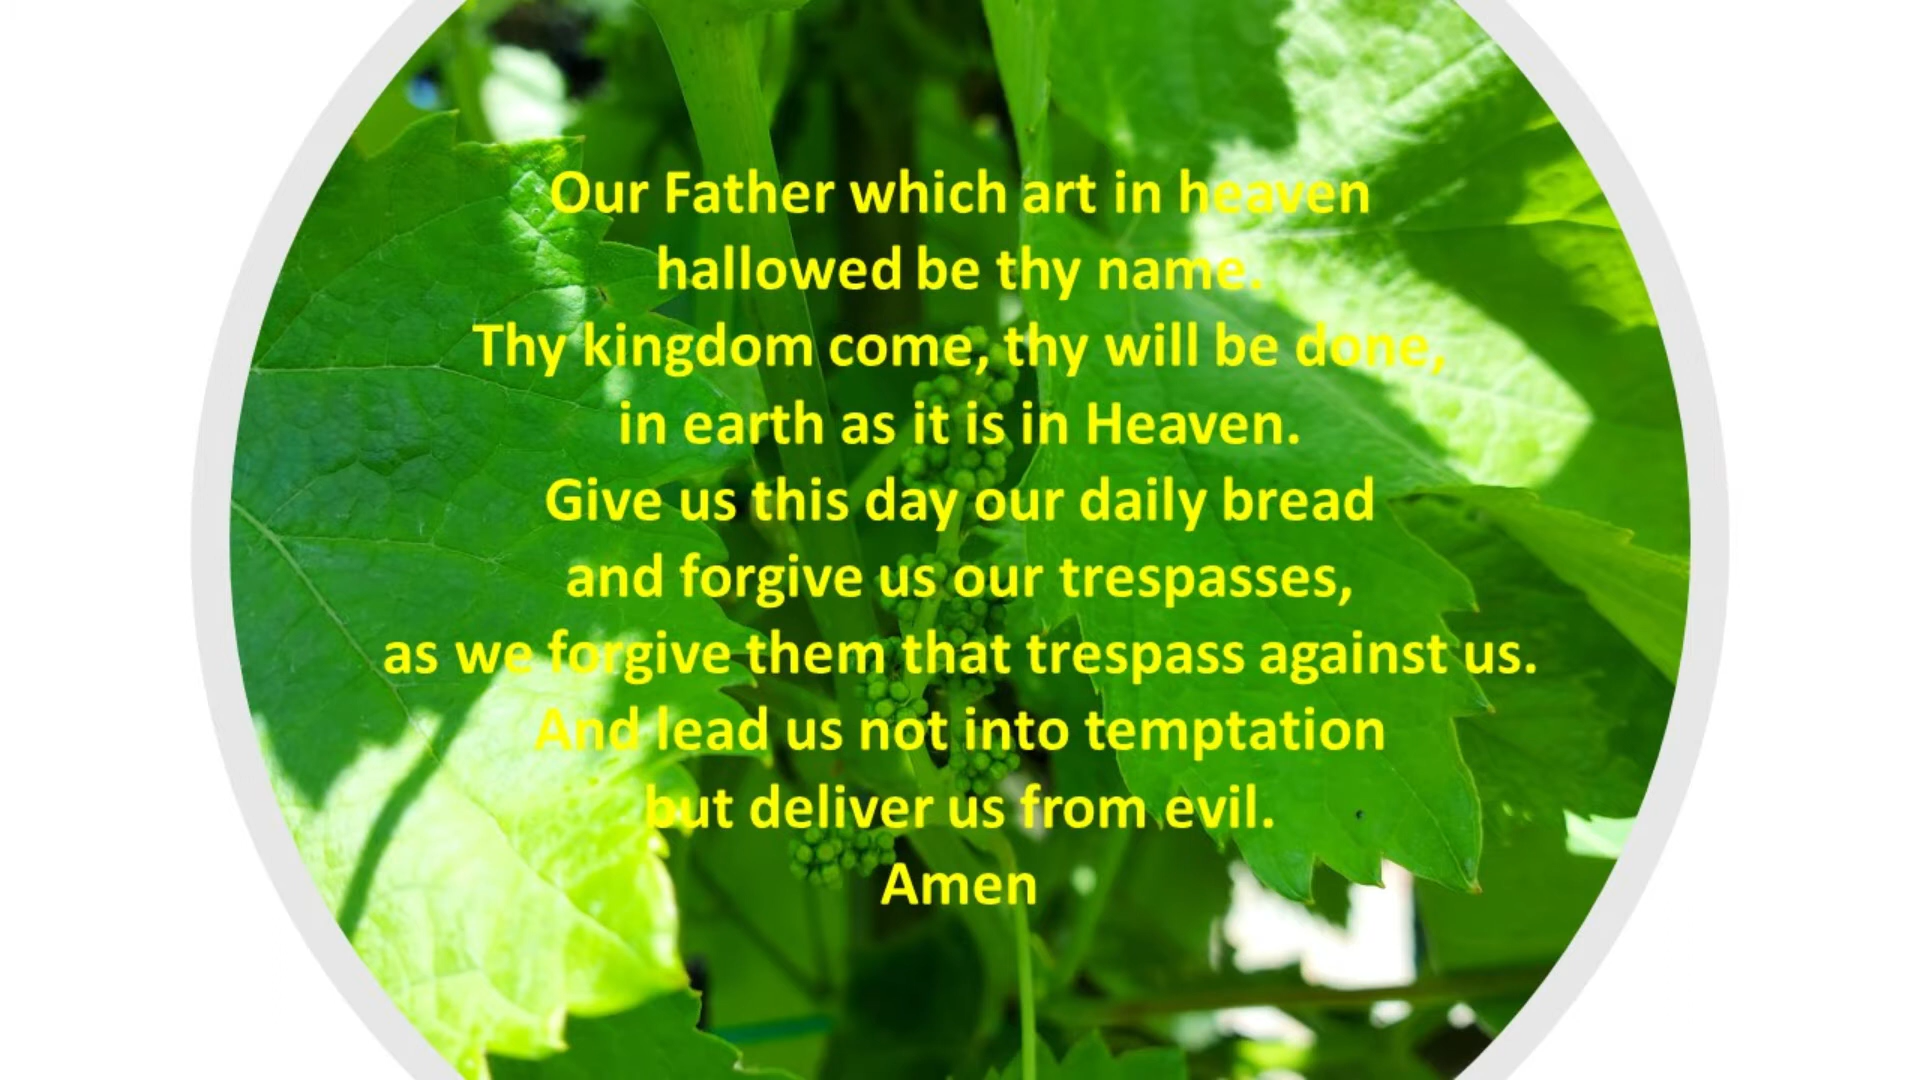 Our Father which art in heaven
hallowed be thy name.
Thy kingdom come, thy will be done,
in earth as it is in Heaven.
Give us this day our daily bread
and forgive us our trespasses,
as we forgive them that trespass against us.
And lead us not into temptation
but deliver us from evil.
Amen